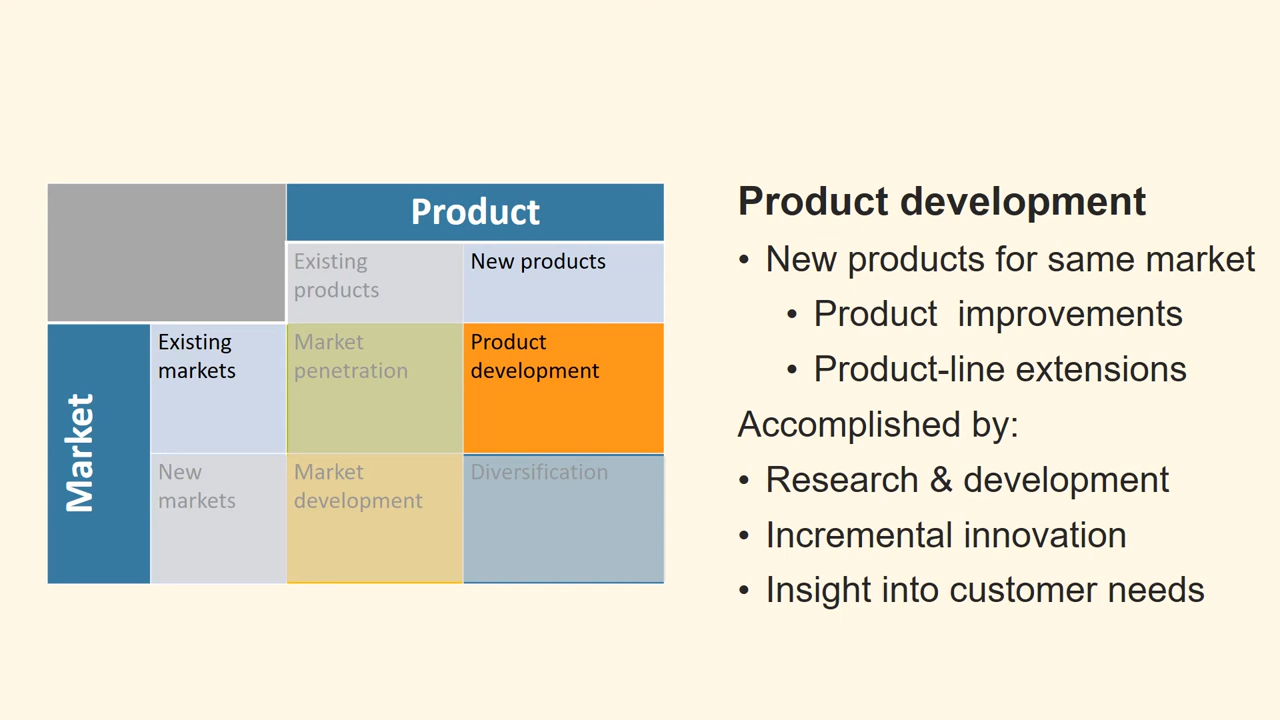 Product
Existing
products
New products
Market
Existing
markets
Market
penetration
Product
development
New
markets
Market
development
Diversification
Product development
• New products for same market
• Product  improvements
• Product-line extensions
Accomplished by:
• Research & development
• Incremental innovation
• Insight into customer needs